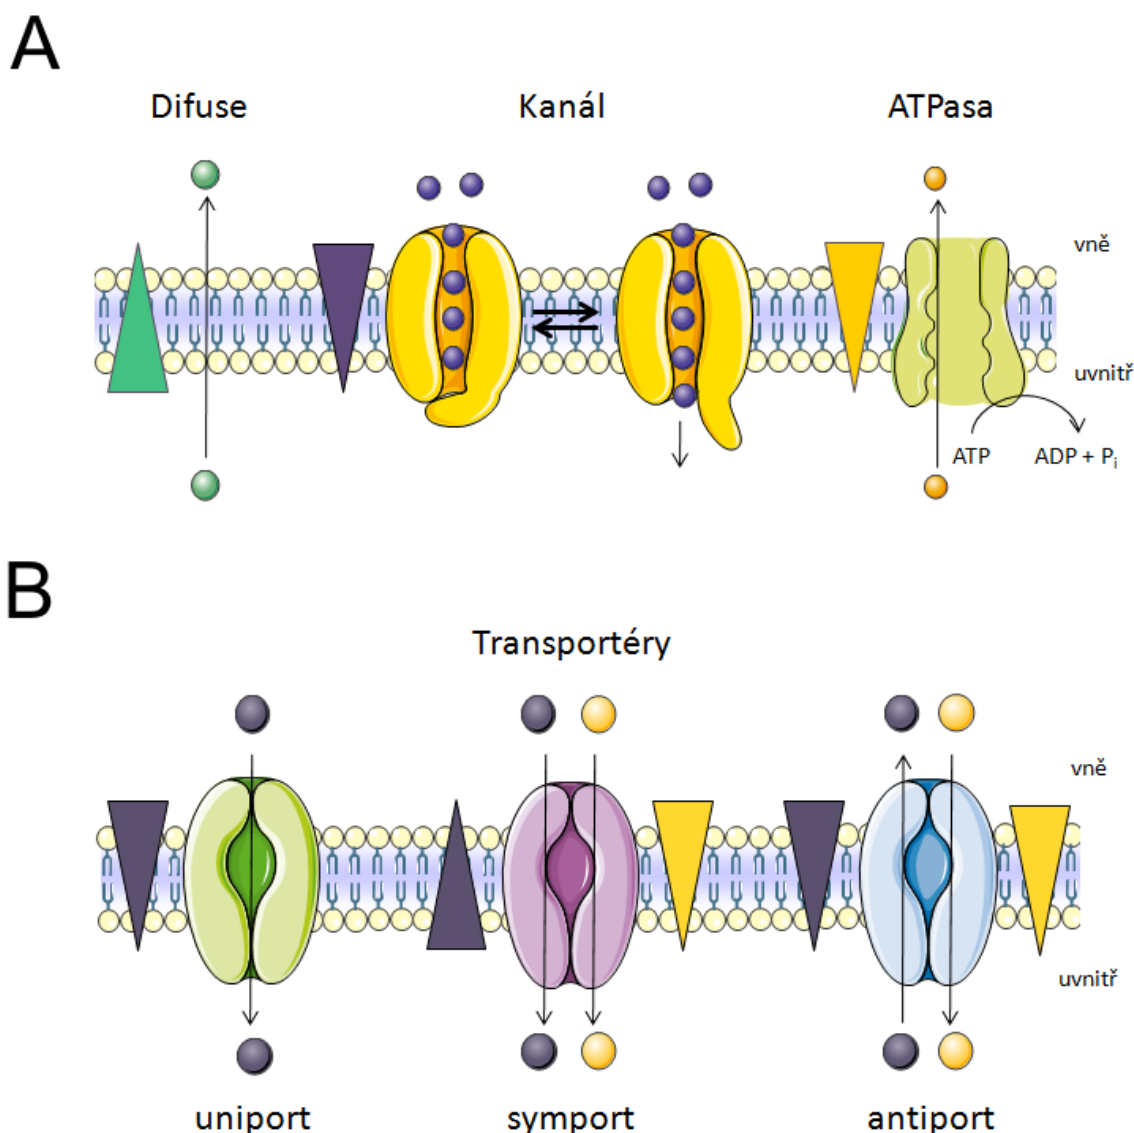 A
Difuse
Kanál
ATPasa
vně
uvnitř
ATP
ADP + Pi
B
Transportéry
vně
uvnitř
uniport
symport
antiport